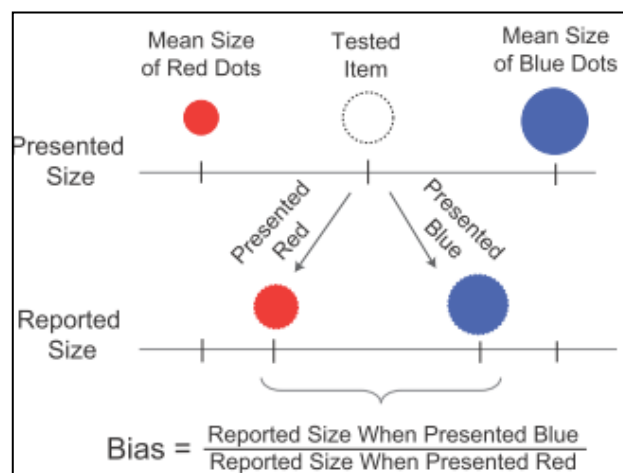 Mean Size
of Red Dots
Tested
Item
Mean Size
of Blue Dots
Presented
Size
Presented
Red
Presented
Blue
Reported
Size
Bias = Reported Size When Presented Blue
Reported Size When Presented Red